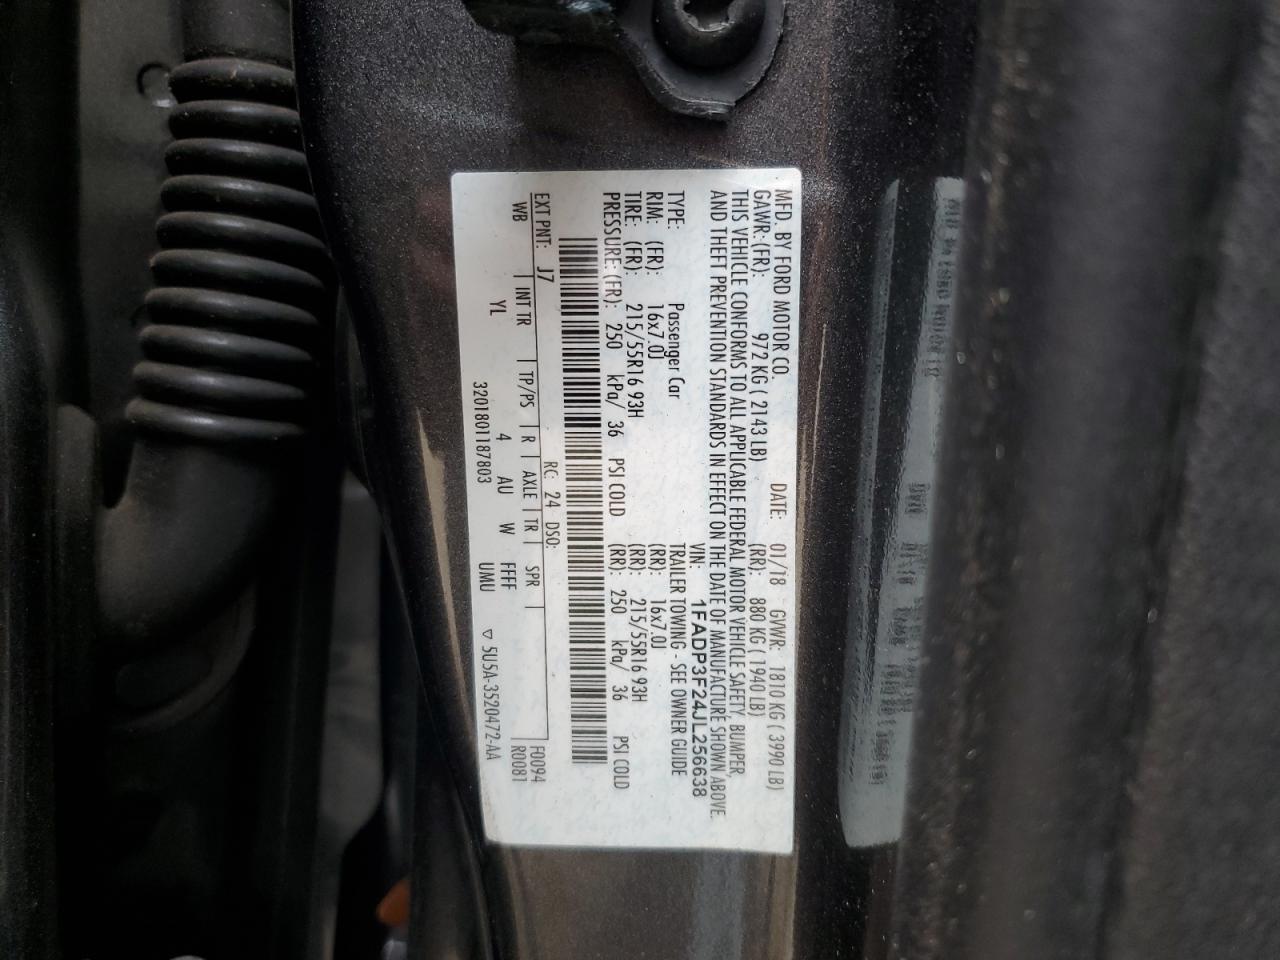 MFD. BY FORD MOTOR CO. DATE: 01/18 GVWR: 1810 KG ( 3990 LB)
GAWR:(FR): 972 KG ( 2143 LB) (RR): 880 KG ( 1940 LB)
THIS VEHICLE CONFORMS TO ALL APPLICABLE FEDERAL MOTOR VEHICLE SAFETY, BUMPER,
AND THEFT PREVENTION STANDARDS IN EFFECT ON THE DATE OF MANUFACTURE SHOWN ABOVE.
VIN: 1FADP3F24JL256638
TYPE: Passenger Car TRAILER TOWING - SEE OWNER GUIDE
RIM: (FR): 16x7.0J (RR): 16x7.0J
TIRE: (FR): 215/55R16 93H (RR): 215/55R16 93H
PRESSURE:(FR): 250 kPa/ 36 PSI COLD (RR): 250 kPa/ 36 PSI COLD
RC: 24 DSO: F0094
EXT PNT: J7 R0081
WB INT TR TP/PS R AXLE TR SPR
YL 4 AU W FFFF
3201801187803 UMU ▽ 5U5A-3520472-AA